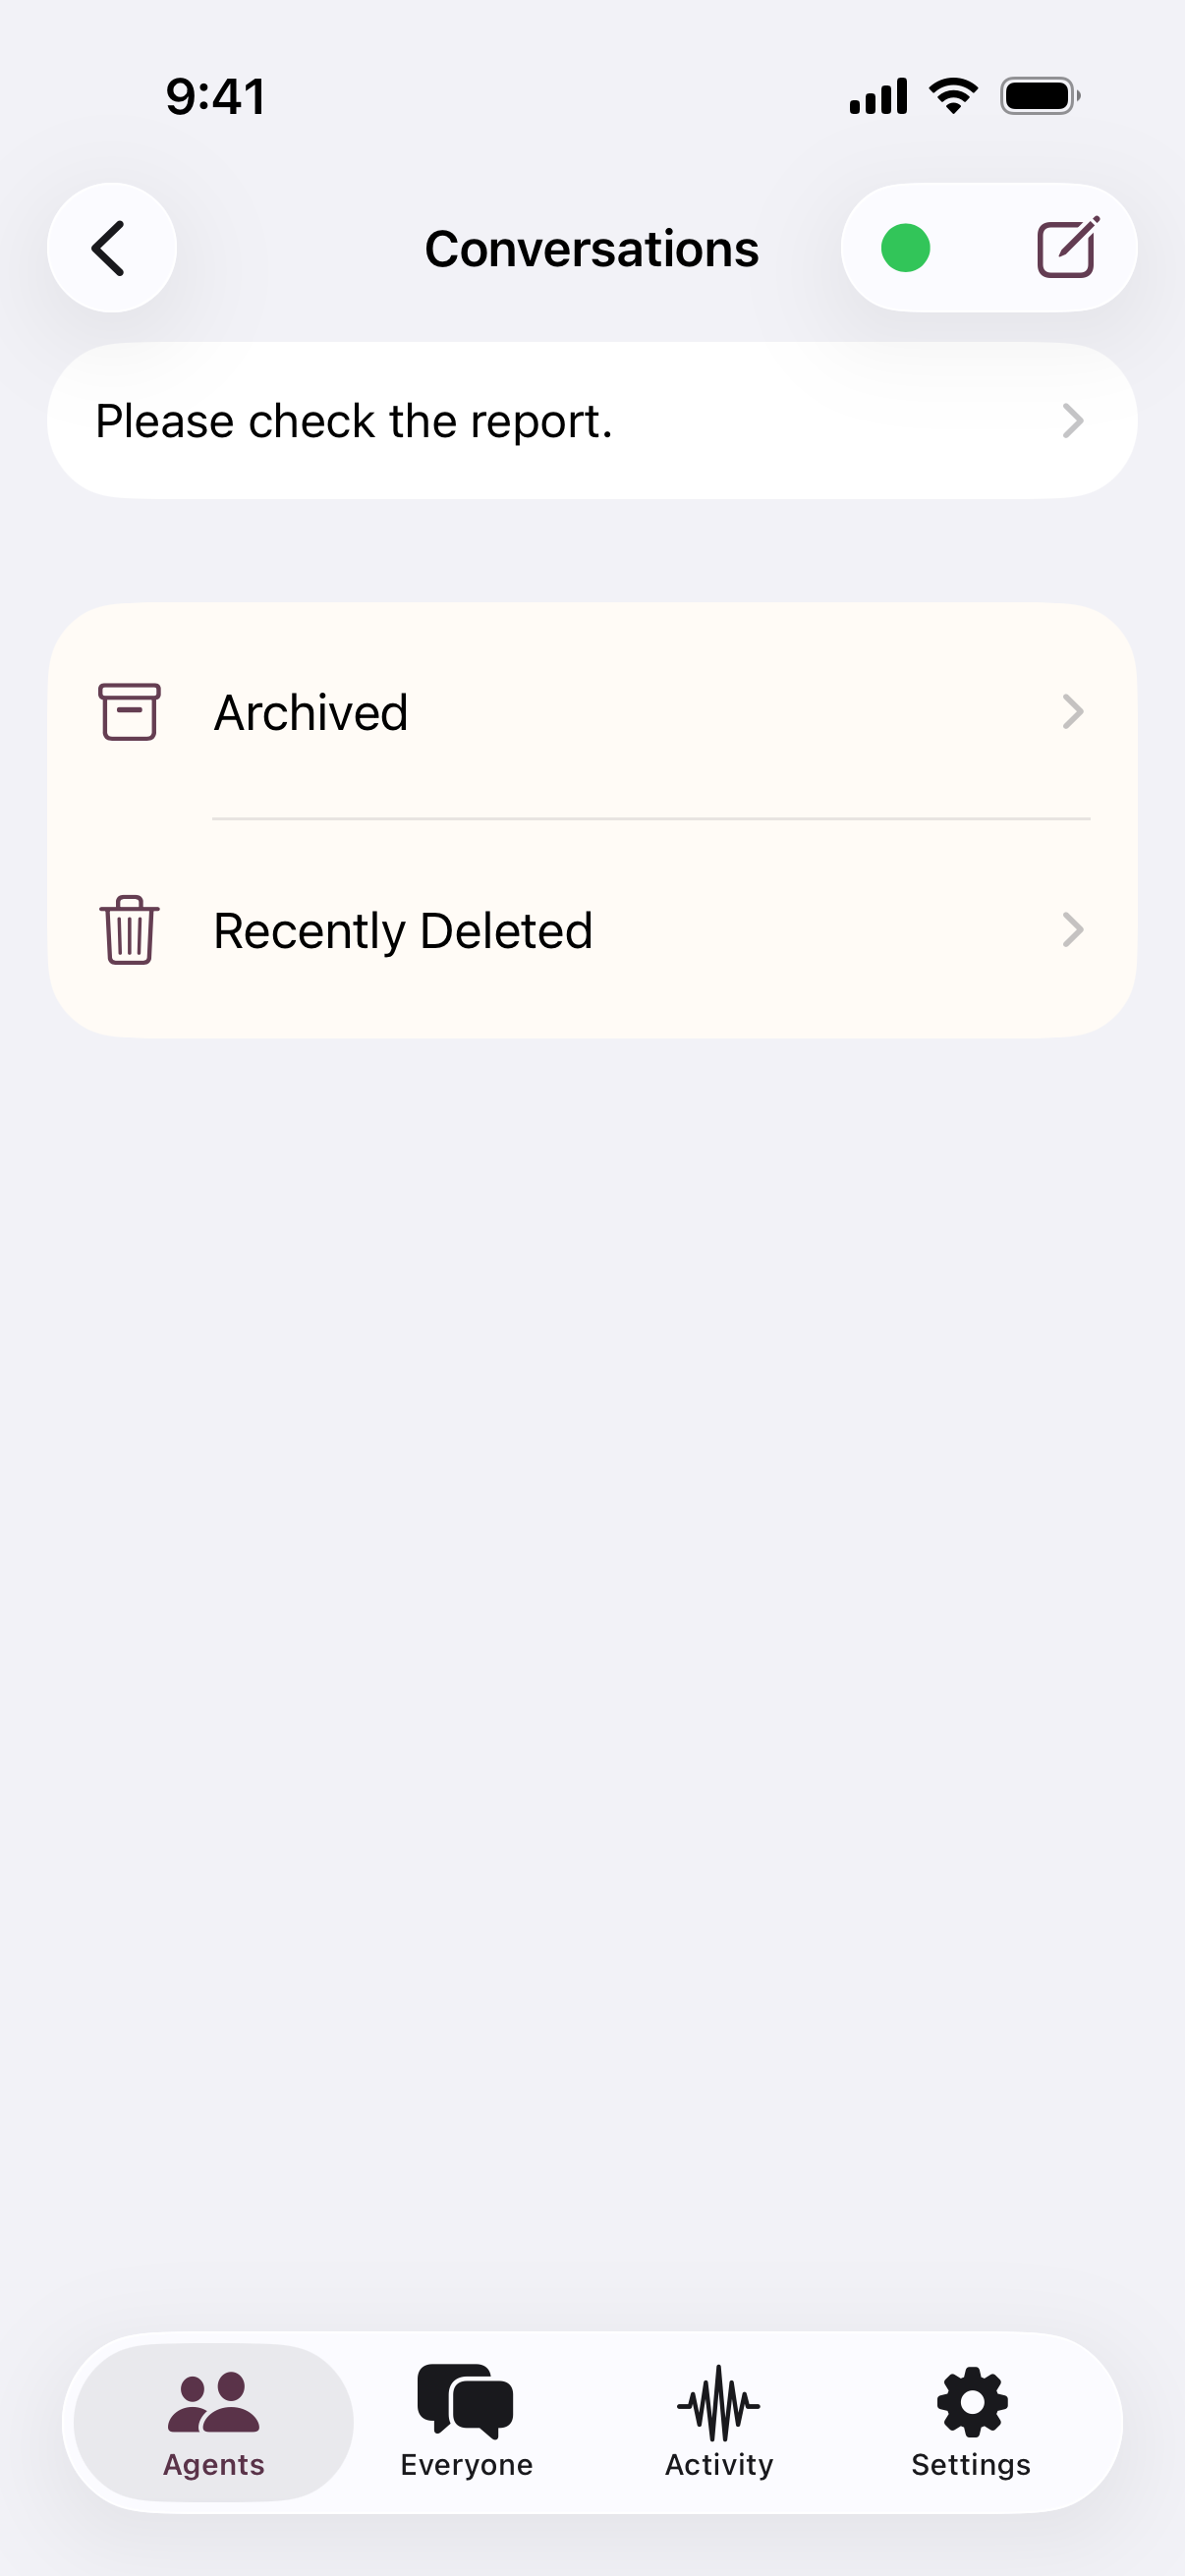 9:41
Conversations
Please check the report.
Archived
Recently Deleted
Agents
Everyone
Activity
Settings